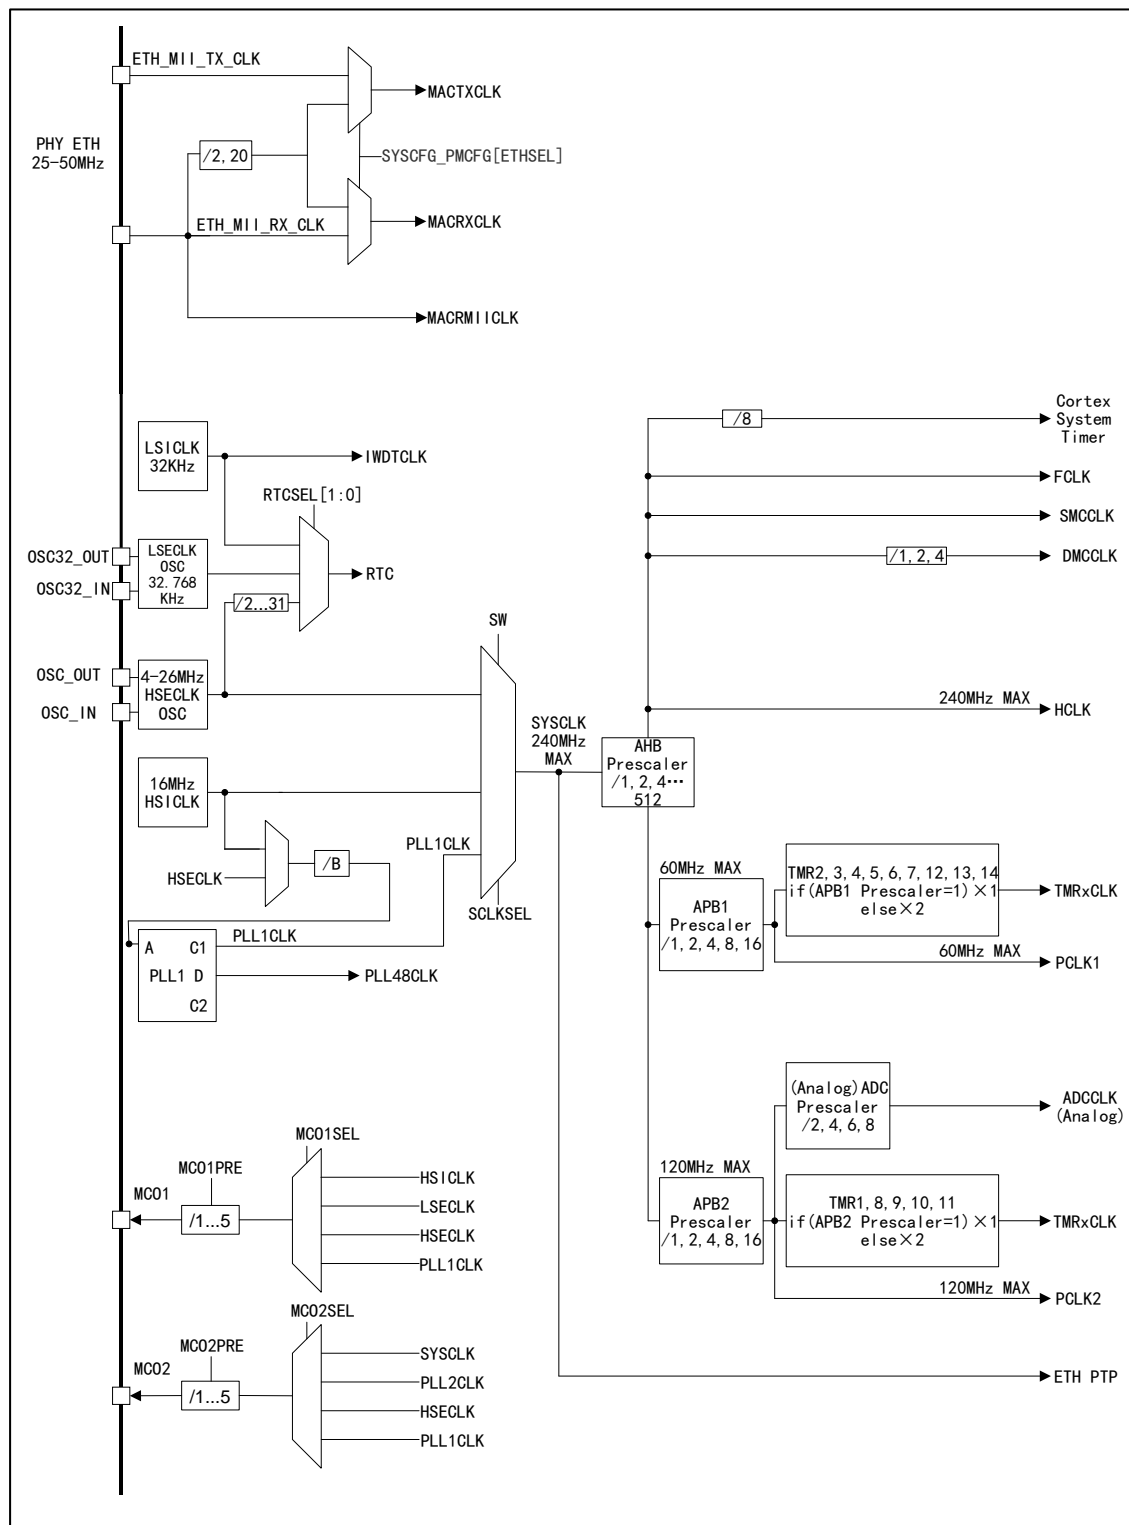 ETH_MII_TX_CLK
MACTXCLK
PHY ETH
25-50MHz
/2, 20
SYSCFG_PMCFG[ETHSEL]
ETH_MII_RX_CLK
MACRXCLK
MACRMIICLK
Cortex
System
Timer
/8
LSICLK
32KHz
IWDTCLK
FCLK
RTCSEL[1:0]
SMCCLK
OSC32_OUT
OSC32_IN
LSECLK
OSC
32.768
KHz
/1, 2, 4
DMCCLK
RTC
/2...31
SW
OSC_OUT
OSC_IN
4-26MHz
HSECLK
OSC
240MHz MAX
HCLK
SYSCLK
240MHz
MAX
AHB
Prescaler
/1, 2, 4…
512
16MHz
HSICLK
PLL1CLK
/B
HSECLK
SCLKSEL
60MHz MAX
APB1
Prescaler
/1, 2, 4, 8, 16
TMR2, 3, 4, 5, 6, 7, 12, 13, 14
if(APB1 Prescaler=1) ×1
else×2
TMRxCLK
60MHz MAX
PCLK1
PLL1CLK
A C1
PLL1 D
C2
PLL48CLK
(Analog)ADC
Prescaler
/2, 4, 6, 8
ADCCLK
(Analog)
MCO1SEL
MCO1PRE
MCO1
/1...5
HSICLK
LSECLK
HSECLK
PLL1CLK
120MHz MAX
APB2
Prescaler
/1, 2, 4, 8, 16
TMR1, 8, 9, 10, 11
if(APB2 Prescaler=1) ×1
else×2
TMRxCLK
120MHz MAX
PCLK2
MCO2SEL
MCO2PRE
MCO2
/1...5
SYSCLK
PLL2CLK
HSECLK
PLL1CLK
ETH PTP